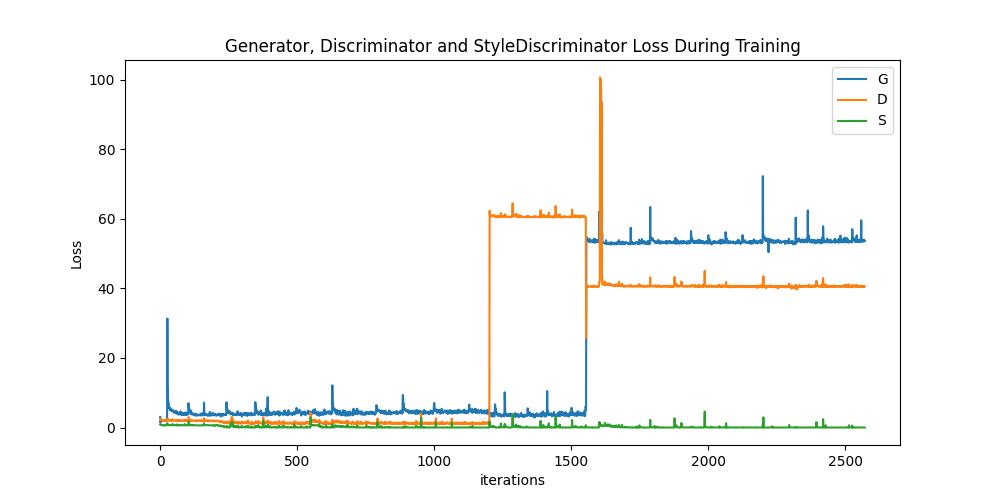 Generator, Discriminator and StyleDiscriminator Loss During Training
G
D
S
100
80
60
40
20
0
Loss
0 500 1000 1500 2000 2500
iterations